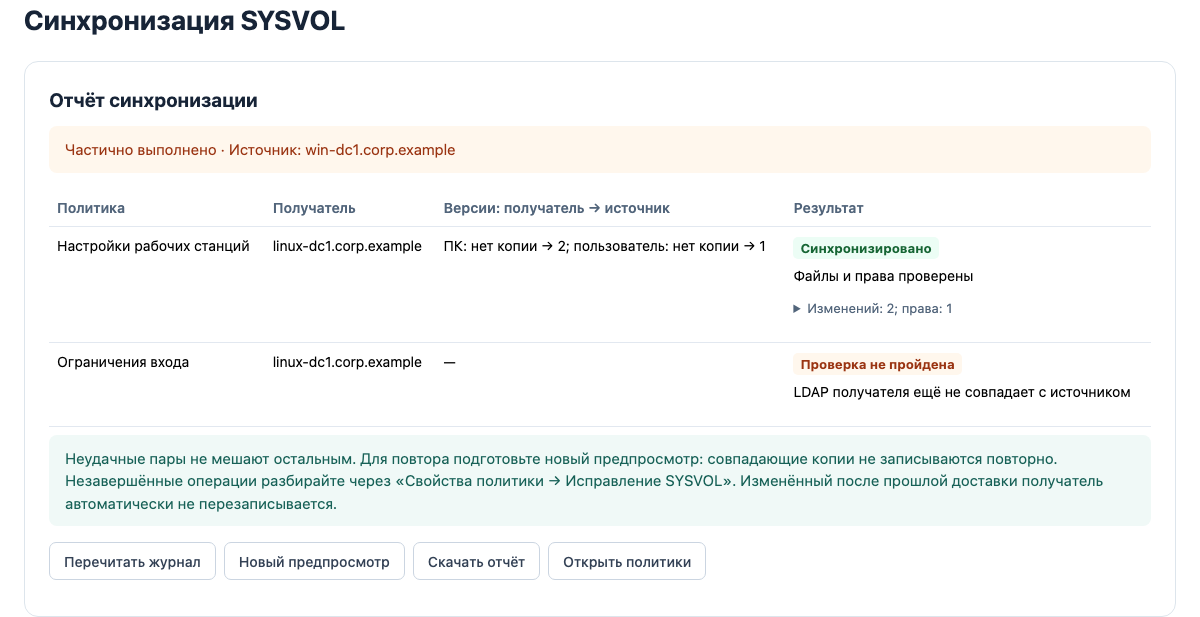 Синхронизация SYSVOL
Отчёт синхронизации
Частично выполнено · Источник: win-dc1.corp.example
Политика Получатель Версии: получатель → источник Результат
Настройки рабочих станций linux-dc1.corp.example ПК: нет копии → 2; пользователь: нет копии → 1 Синхронизировано
Файлы и права проверены
▶ Изменений: 2; права: 1
Ограничения входа linux-dc1.corp.example — Проверка не пройдена
LDAP получателя ещё не совпадает с источником
Неудачные пары не мешают остальным. Для повтора подготовьте новый предпросмотр: совпадающие копии не записываются повторно.
Незавершённые операции разбирайте через «Свойства политики → Исправление SYSVOL». Изменённый после прошлой доставки получатель
автоматически не перезаписывается.
Перечитать журнал Новый предпросмотр Скачать отчёт Открыть политики